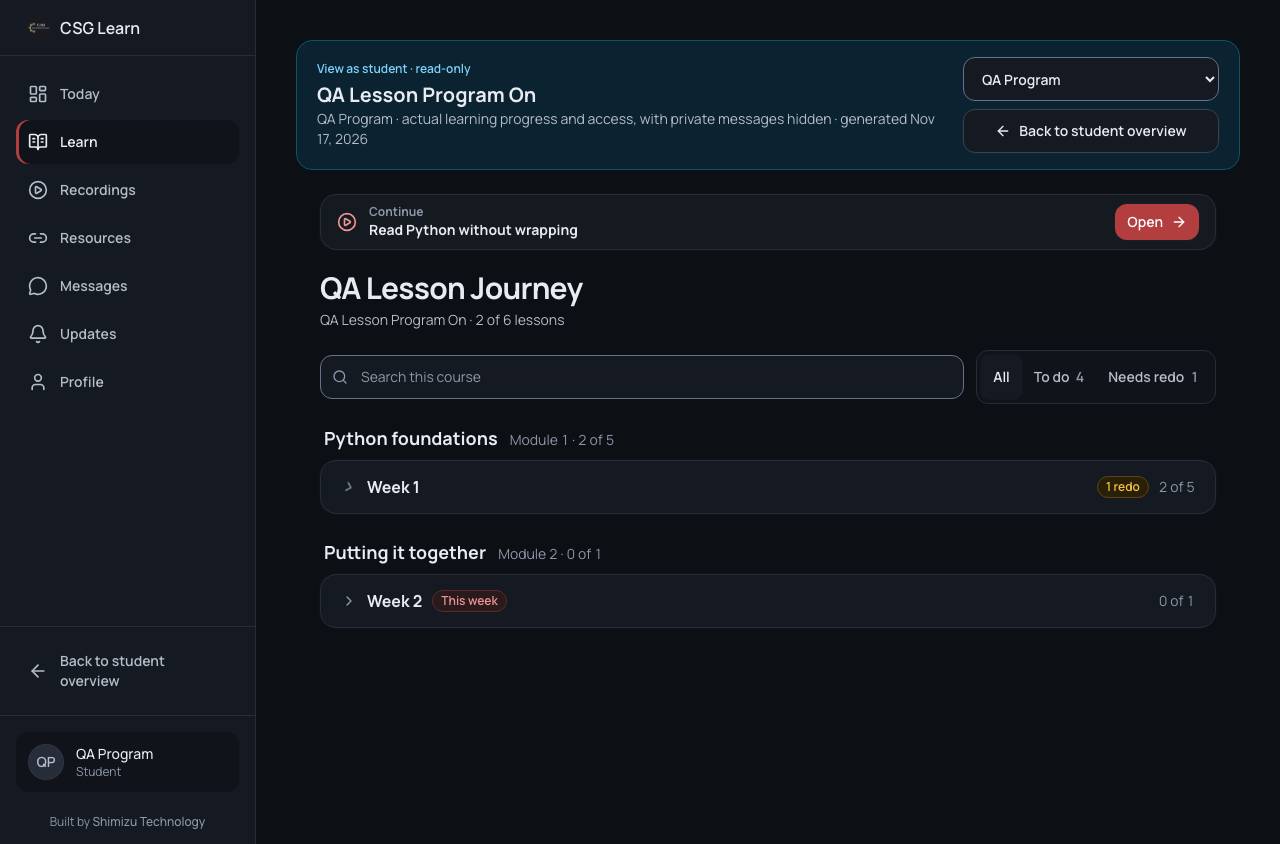 CSG Learn
Today
Learn
Recordings
Resources
Messages
Updates
Profile
Back to student
overview
QP
QA Program
Student
Built by Shimizu Technology
View as student · read-only
QA Lesson Program On
QA Program · actual learning progress and access, with private messages hidden · generated Nov
17, 2026
QA Program
Back to student overview
Continue
Read Python without wrapping
Open
QA Lesson Journey
QA Lesson Program On · 2 of 6 lessons
Search this course
All To do 4 Needs redo 1
Python foundations Module 1 · 2 of 5
Week 1 1 redo 2 of 5
Putting it together Module 2 · 0 of 1
Week 2 This week 0 of 1